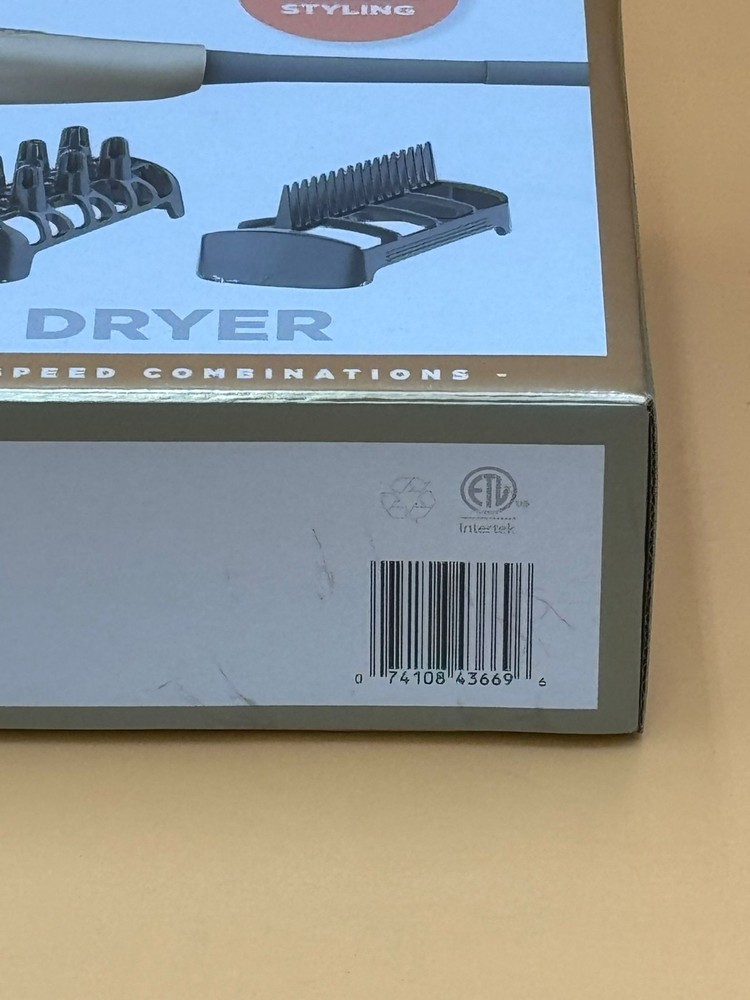 STYLING
DRYER
SPEED COMBINATIONS -
ETL
US
Intertek
0 74108 43669 6